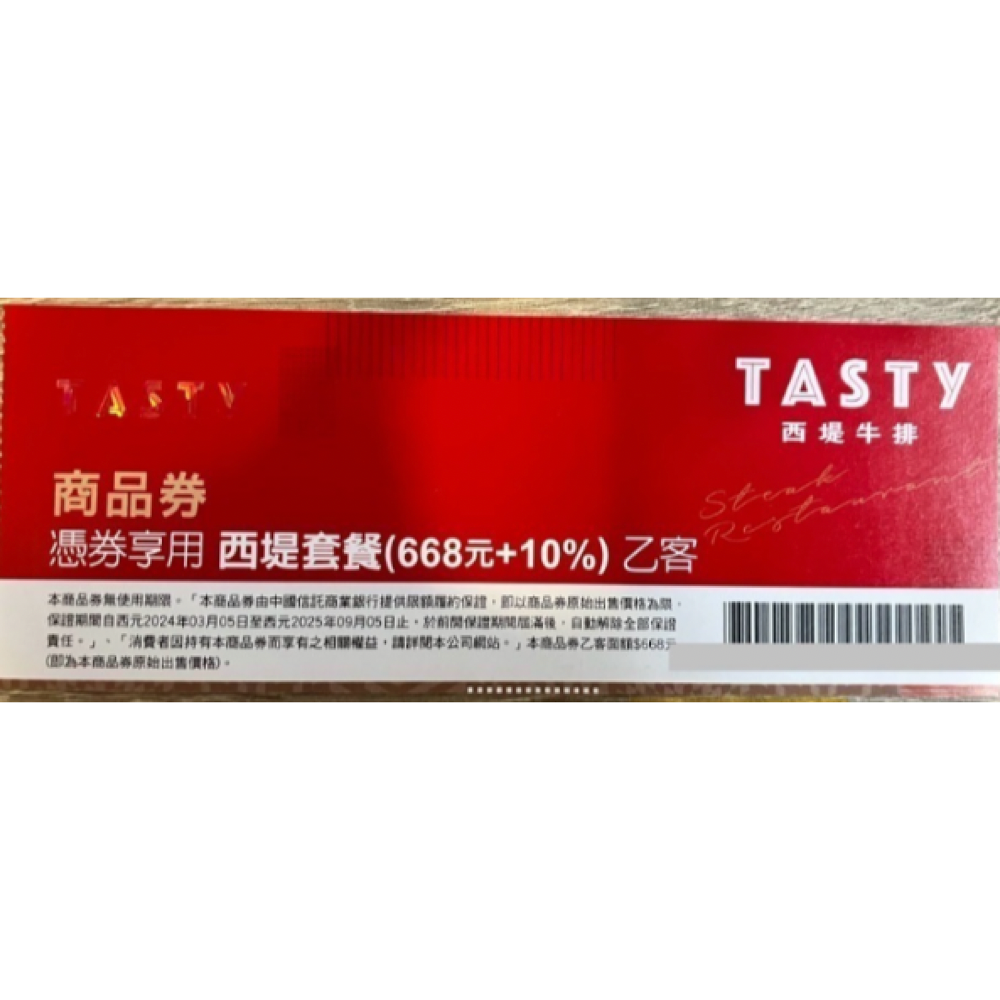 TASTY
TASTY
西堤牛排
Steak
Restaurant
商品券
憑券享用 西堤套餐(668元+10%) 乙客
本商品券無使用期限。「本商品券由中國信託商業銀行提供限額履約保證，即以商品券原始出售價格為限，
保證期間自西元2024年03月05日至西元2025年09月05日止，於前開保證期間屆滿後，自動解除全部保證
責任。」、「消費者因持有本商品券而享有之相關權益，請詳閱本公司網站。」本商品券乙客面額$668元
(即為本商品券原始出售價格)。